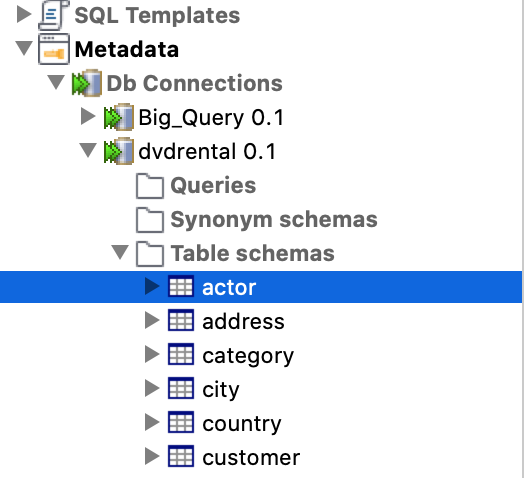 SQL Templates
Metadata
Db Connections
Big_Query 0.1
dvdrental 0.1
Queries
Synonym schemas
Table schemas
actor
address
category
city
country
customer